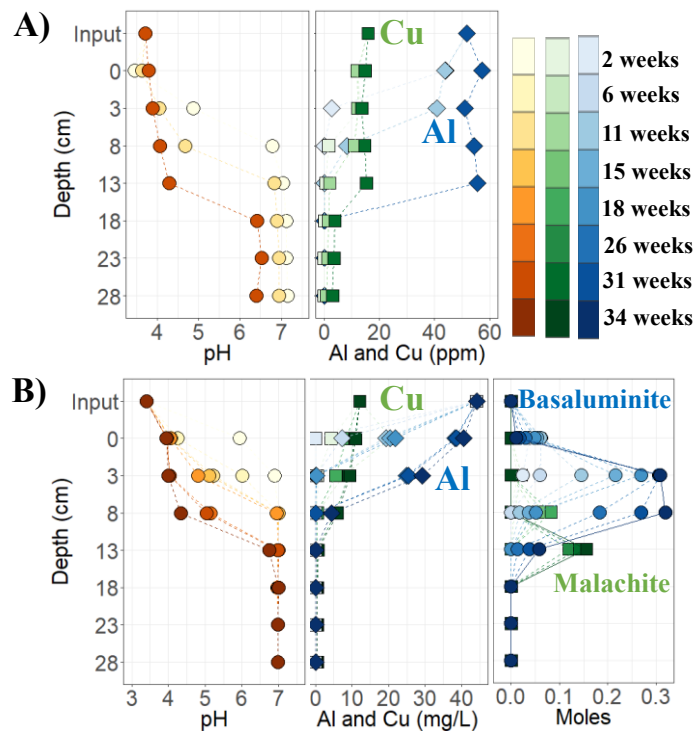 A)
Input
0
3
8
13
18
23
28
Depth (cm)
4 5 6 7
pH
Cu
Al
0 20 40 60
Al and Cu (ppm)
2 weeks
6 weeks
11 weeks
15 weeks
18 weeks
26 weeks
31 weeks
34 weeks
B)
Input
0
3
8
13
18
23
28
Depth (cm)
3 4 5 6 7
pH
Cu
Al
0 10 20 30 40
Al and Cu (mg/L)
Basaluminite
Malachite
0.0 0.1 0.2 0.3
Moles